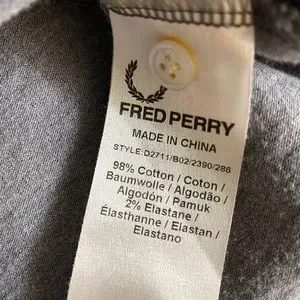 FRED PERRY
MADE IN CHINA
STYLE:D2711/B02/2390/286
98% Cotton / Coton /
Baumwolle / Algodão /
Algodón / Pamuk
2% Elastane /
Élasthanne / Elastan /
Elastano